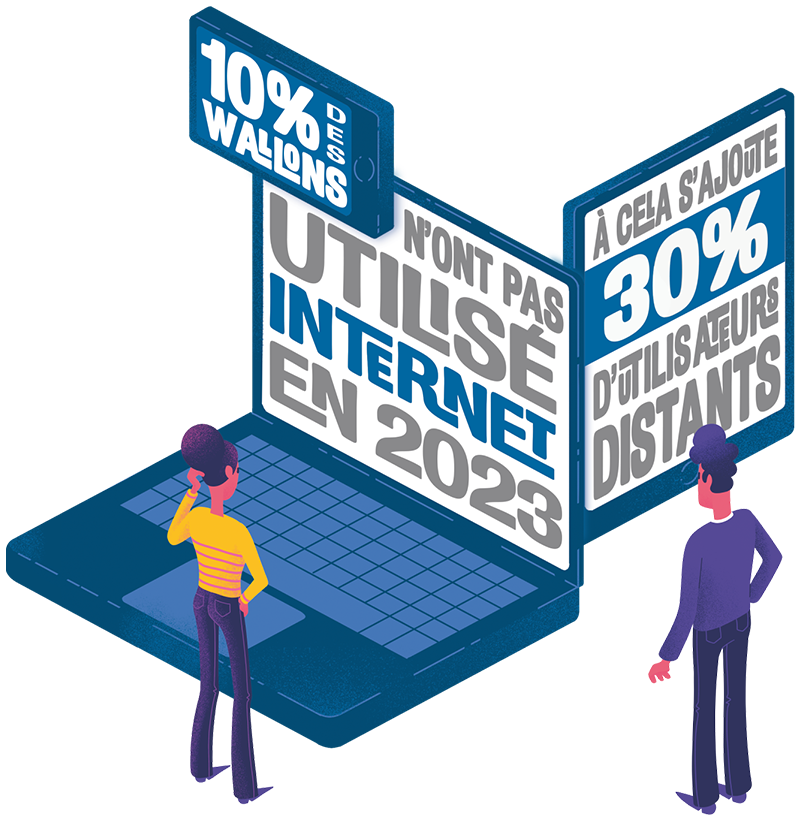 10% DES
WALLONS
N'ONT PAS
UTILISÉ
INTERNET
EN 2023
À CELA S'AJOUTE
30%
D'UTILISATEURS
DISTANTS